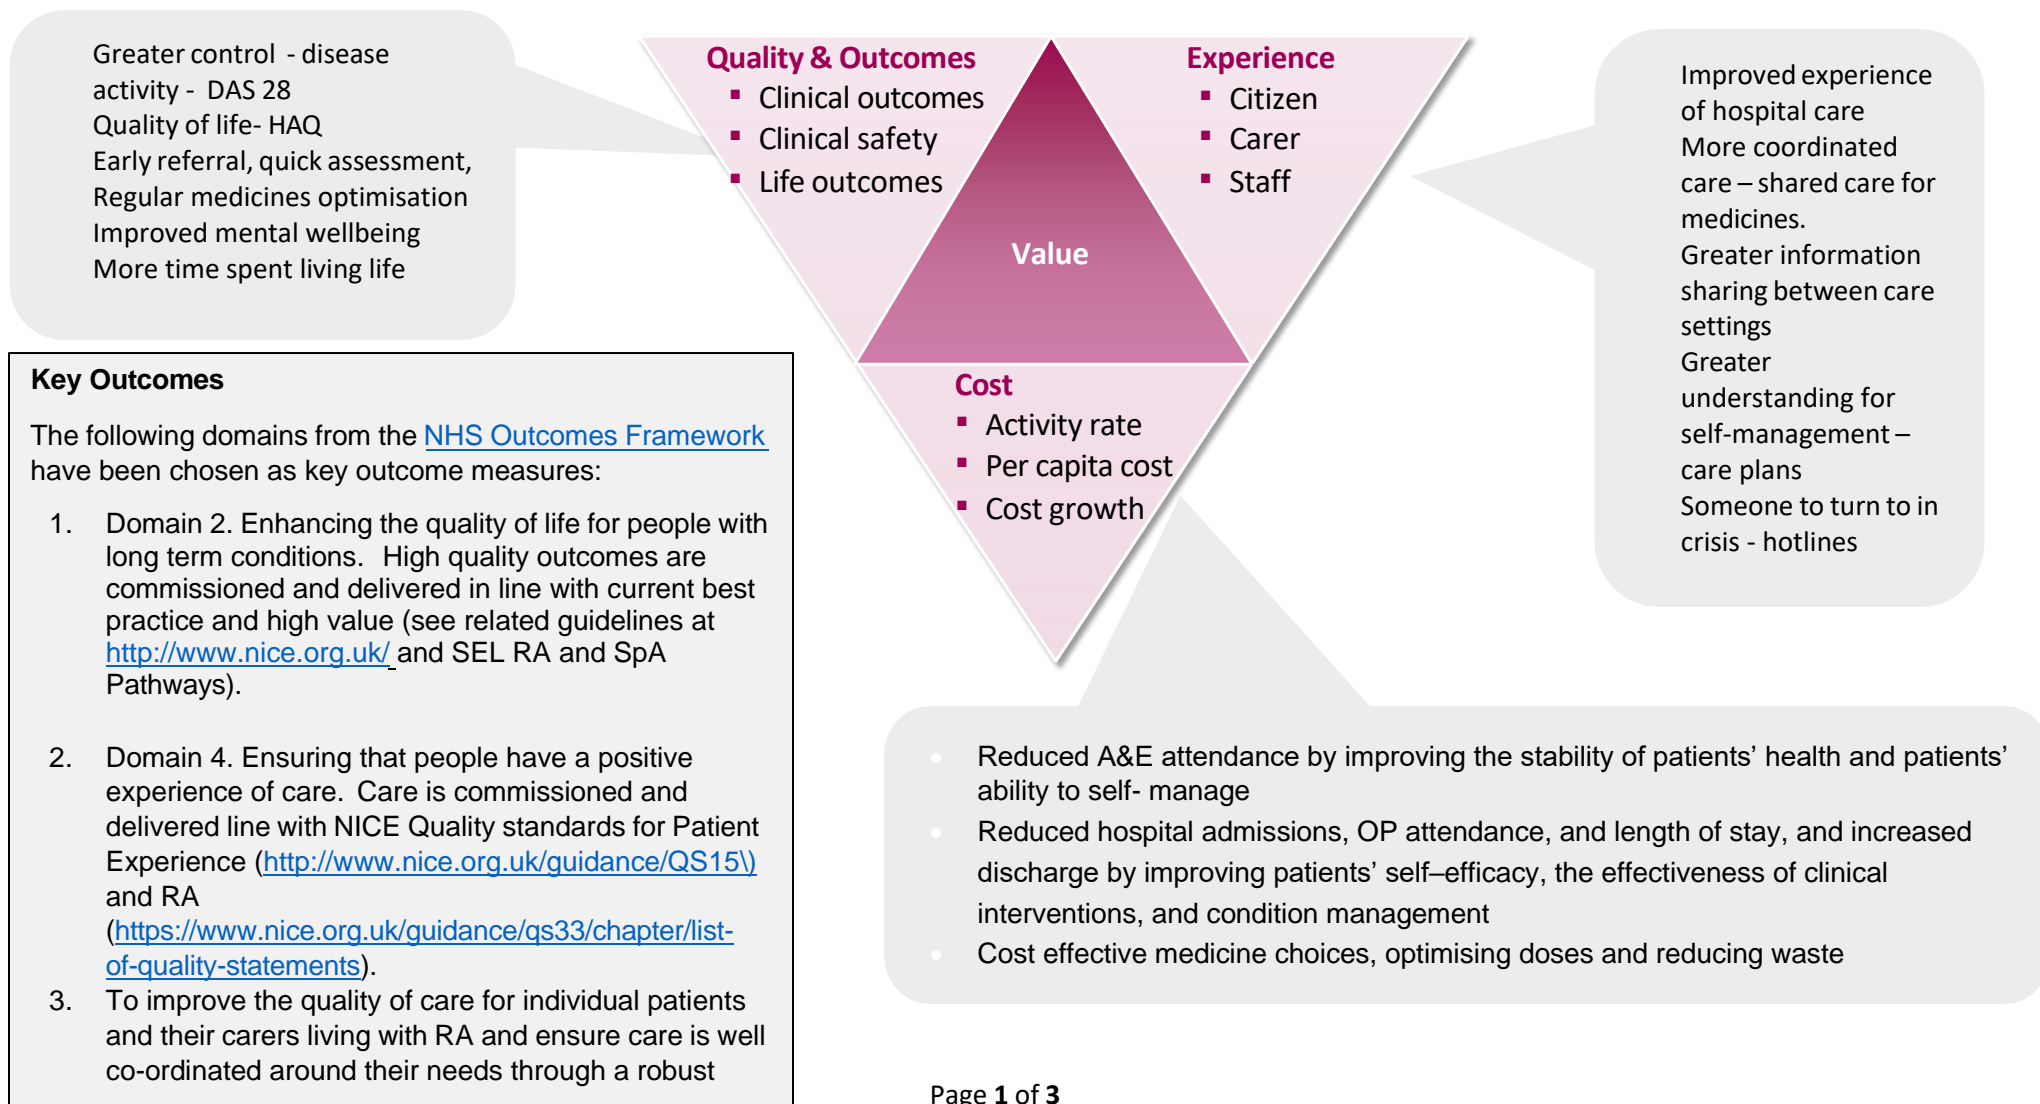 Greater control - disease
activity - DAS 28
Quality of life- HAQ
Early referral, quick assessment,
Regular medicines optimisation
Improved mental wellbeing
More time spent living life
Quality & Outcomes
▪ Clinical outcomes
▪ Clinical safety
▪ Life outcomes
Experience
▪ Citizen
▪ Carer
▪ Staff
Value
Cost
▪ Activity rate
▪ Per capita cost
▪ Cost growth
Improved experience
of hospital care
More coordinated
care – shared care for
medicines.
Greater information
sharing between care
settings
Greater
understanding for
self-management –
care plans
Someone to turn to in
crisis - hotlines
Key Outcomes
The following domains from the NHS Outcomes Framework
have been chosen as key outcome measures:
1. Domain 2. Enhancing the quality of life for people with
long term conditions. High quality outcomes are
commissioned and delivered in line with current best
practice and high value (see related guidelines at
http://www.nice.org.uk/ and SEL RA and SpA
Pathways).
2. Domain 4. Ensuring that people have a positive
experience of care. Care is commissioned and
delivered line with NICE Quality standards for Patient
Experience (http://www.nice.org.uk/guidance/QS15\)
and RA
(https://www.nice.org.uk/guidance/qs33/chapter/list-
of-quality-statements).
3. To improve the quality of care for individual patients
and their carers living with RA and ensure care is well
co-ordinated around their needs through a robust
• Reduced A&E attendance by improving the stability of patients’ health and patients’
ability to self- manage
• Reduced hospital admissions, OP attendance, and length of stay, and increased
discharge by improving patients’ self–efficacy, the effectiveness of clinical
interventions, and condition management
• Cost effective medicine choices, optimising doses and reducing waste
Page 1 of 3